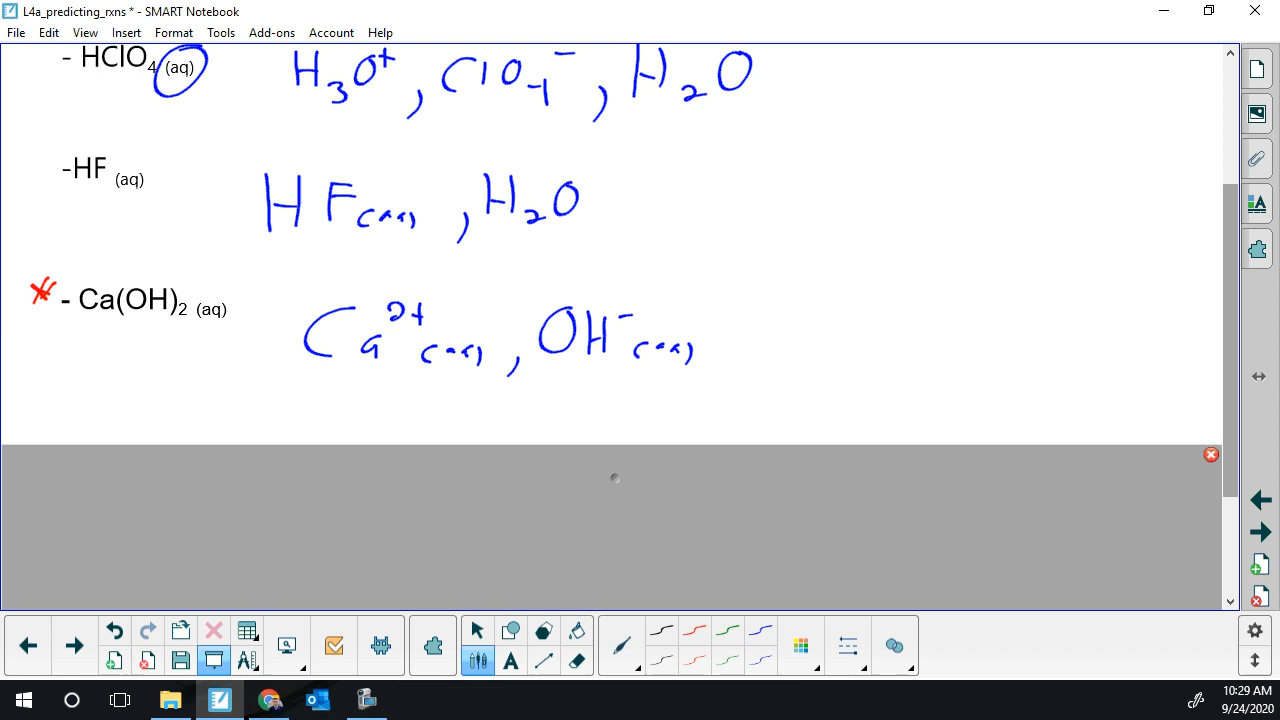 L4a_predicting_rxns * - SMART Notebook
File Edit View Insert Format Tools Add-ons Account Help
- HClO4 (aq) H3O+, ClO4-, H2O
-HF (aq) HF(aq), H2O
* - Ca(OH)2 (aq) Ca2+(aq), OH-(aq)
10:29 AM
9/24/2020